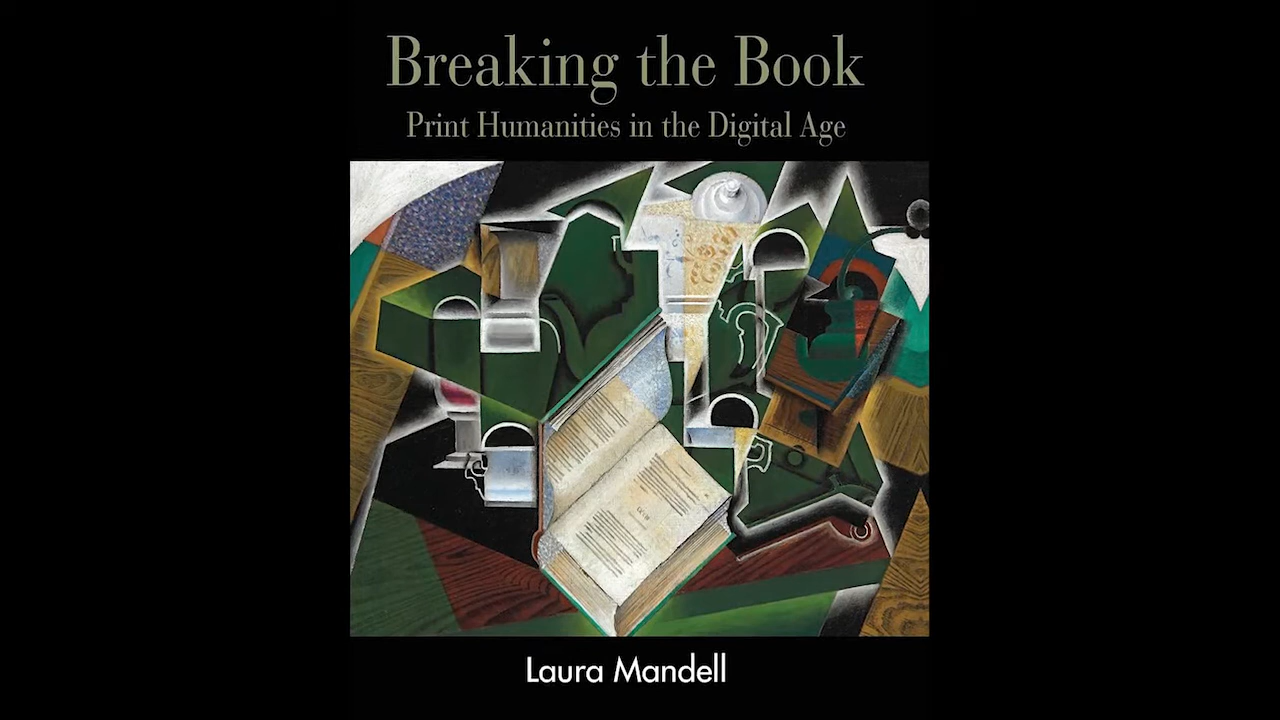 Breaking the Book
Print Humanities in the Digital Age
Laura Mandell